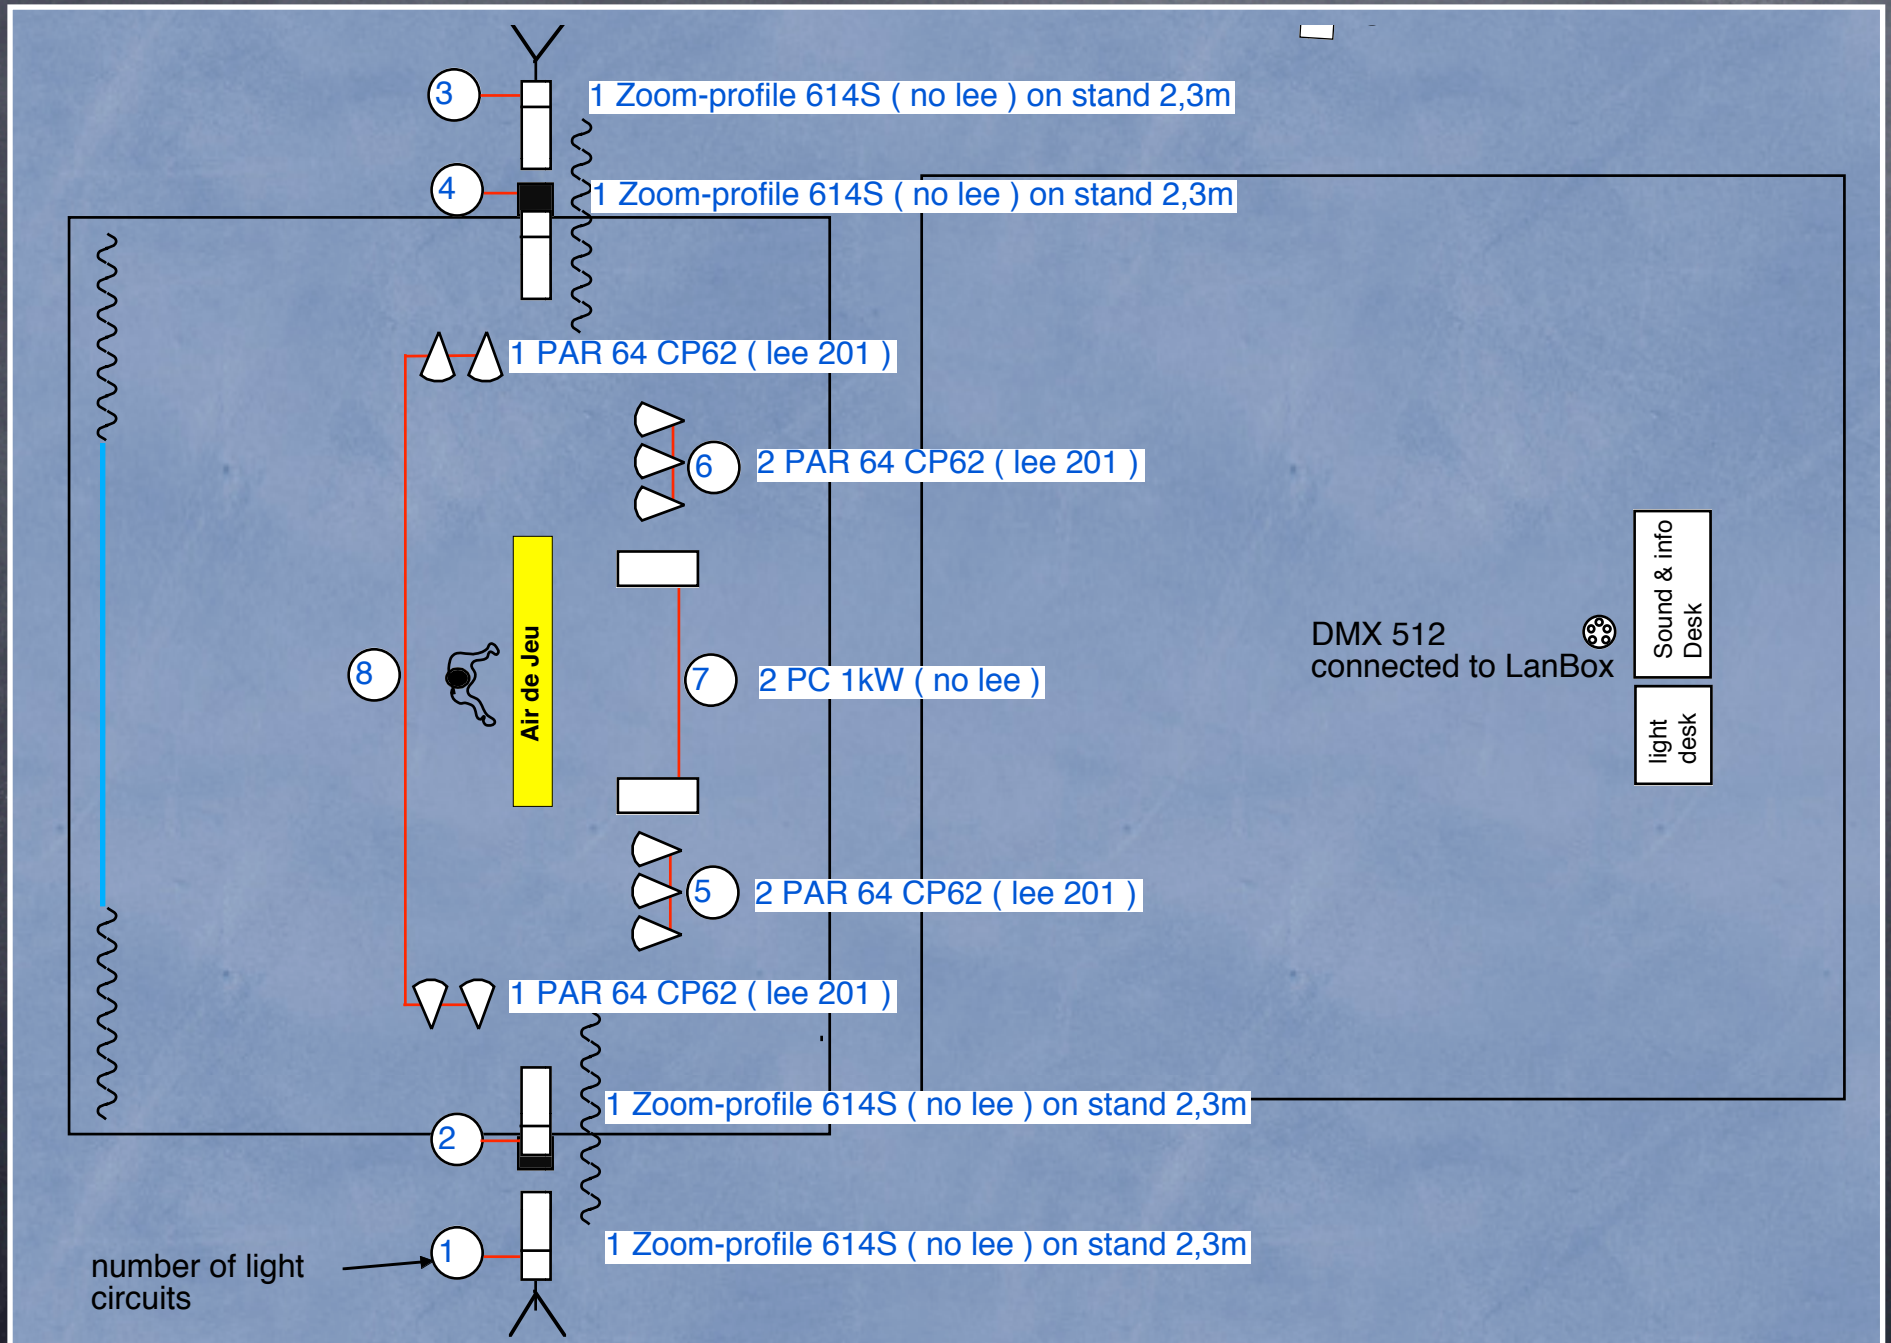 3
1 Zoom-profile 614S ( no lee ) on stand 2,3m
4
1 Zoom-profile 614S ( no lee ) on stand 2,3m
1 PAR 64 CP62 ( lee 201 )
6
2 PAR 64 CP62 ( lee 201 )
8
Air de Jeu
7
2 PC 1kW ( no lee )
DMX 512
connected to LanBox
Sound & info
Desk
light
desk
5
2 PAR 64 CP62 ( lee 201 )
1 PAR 64 CP62 ( lee 201 )
2
1 Zoom-profile 614S ( no lee ) on stand 2,3m
1
1 Zoom-profile 614S ( no lee ) on stand 2,3m
number of light
circuits